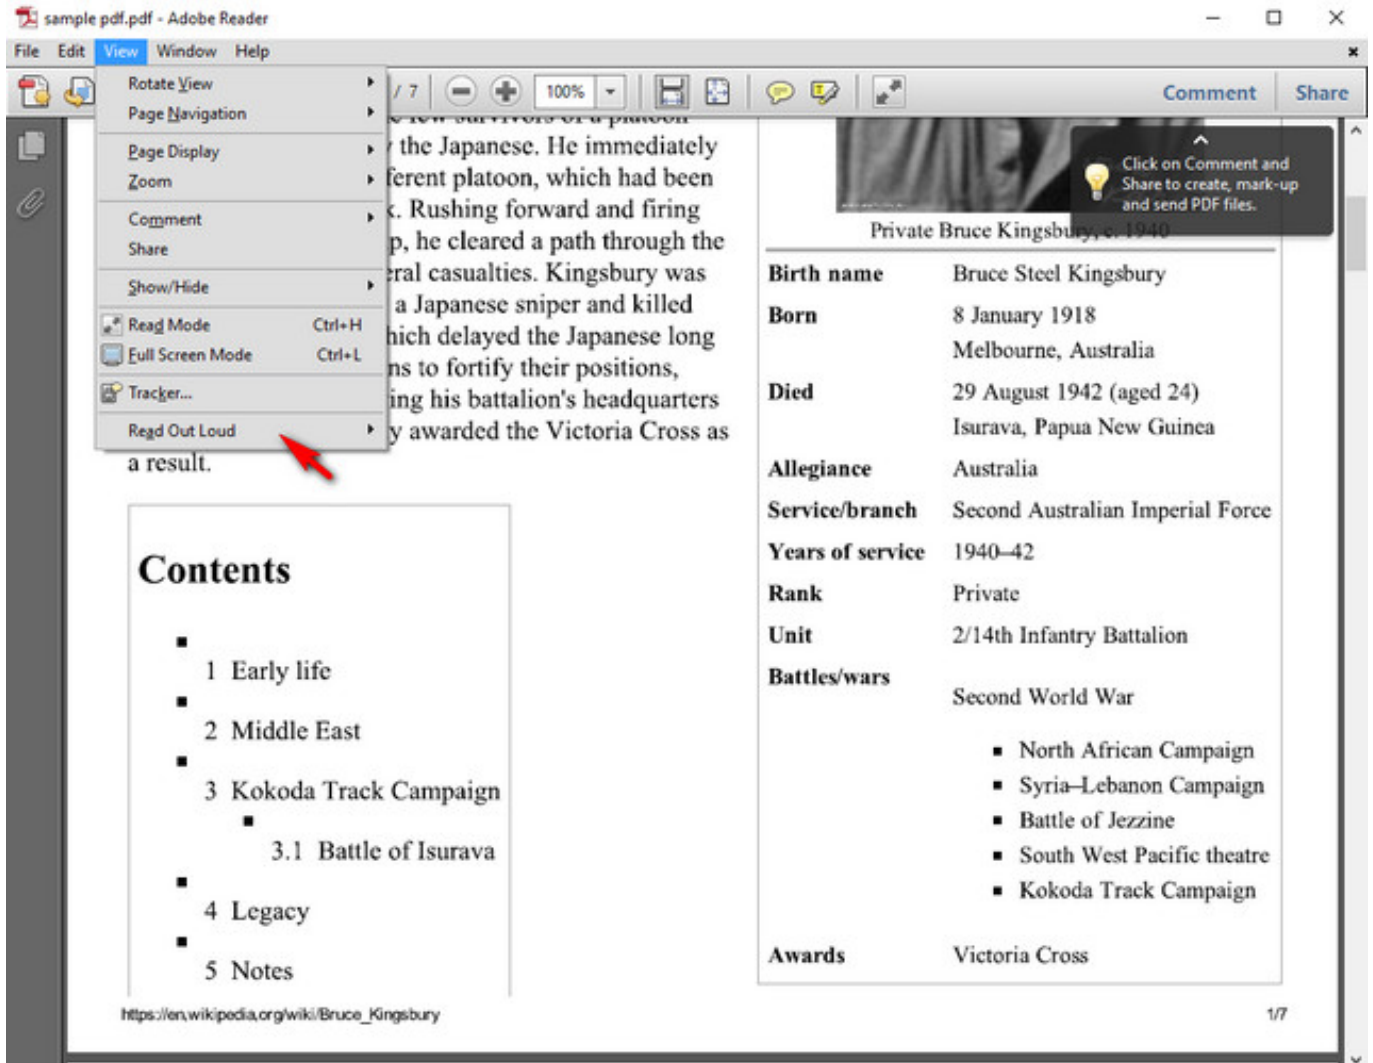 sample pdf.pdf - Adobe Reader
File Edit View Window Help
/ 7 100% Comment Share
Rotate View
Page Navigation
Page Display
Zoom
Comment
Share
Show/Hide
Read Mode Ctrl+H
Full Screen Mode Ctrl+L
Tracker...
Read Out Loud
few survivors of a platoon
the Japanese. He immediately
ferent platoon, which had been
. Rushing forward and firing
p, he cleared a path through the
eral casualties. Kingsbury was
a Japanese sniper and killed
hich delayed the Japanese long
ns to fortify their positions,
ing his battalion's headquarters
y awarded the Victoria Cross as
a result.
Contents
1 Early life
2 Middle East
3 Kokoda Track Campaign
3.1 Battle of Isurava
4 Legacy
5 Notes
Click on Comment and
Share to create, mark-up
and send PDF files.
Private Bruce Kingsbury, c. 1940
Birth name Bruce Steel Kingsbury
Born 8 January 1918
Melbourne, Australia
Died 29 August 1942 (aged 24)
Isurava, Papua New Guinea
Allegiance Australia
Service/branch Second Australian Imperial Force
Years of service 1940–42
Rank Private
Unit 2/14th Infantry Battalion
Battles/wars
Second World War
North African Campaign
Syria–Lebanon Campaign
Battle of Jezzine
South West Pacific theatre
Kokoda Track Campaign
Awards Victoria Cross
https://en.wikipedia.org/wiki/Bruce_Kingsbury 1/7